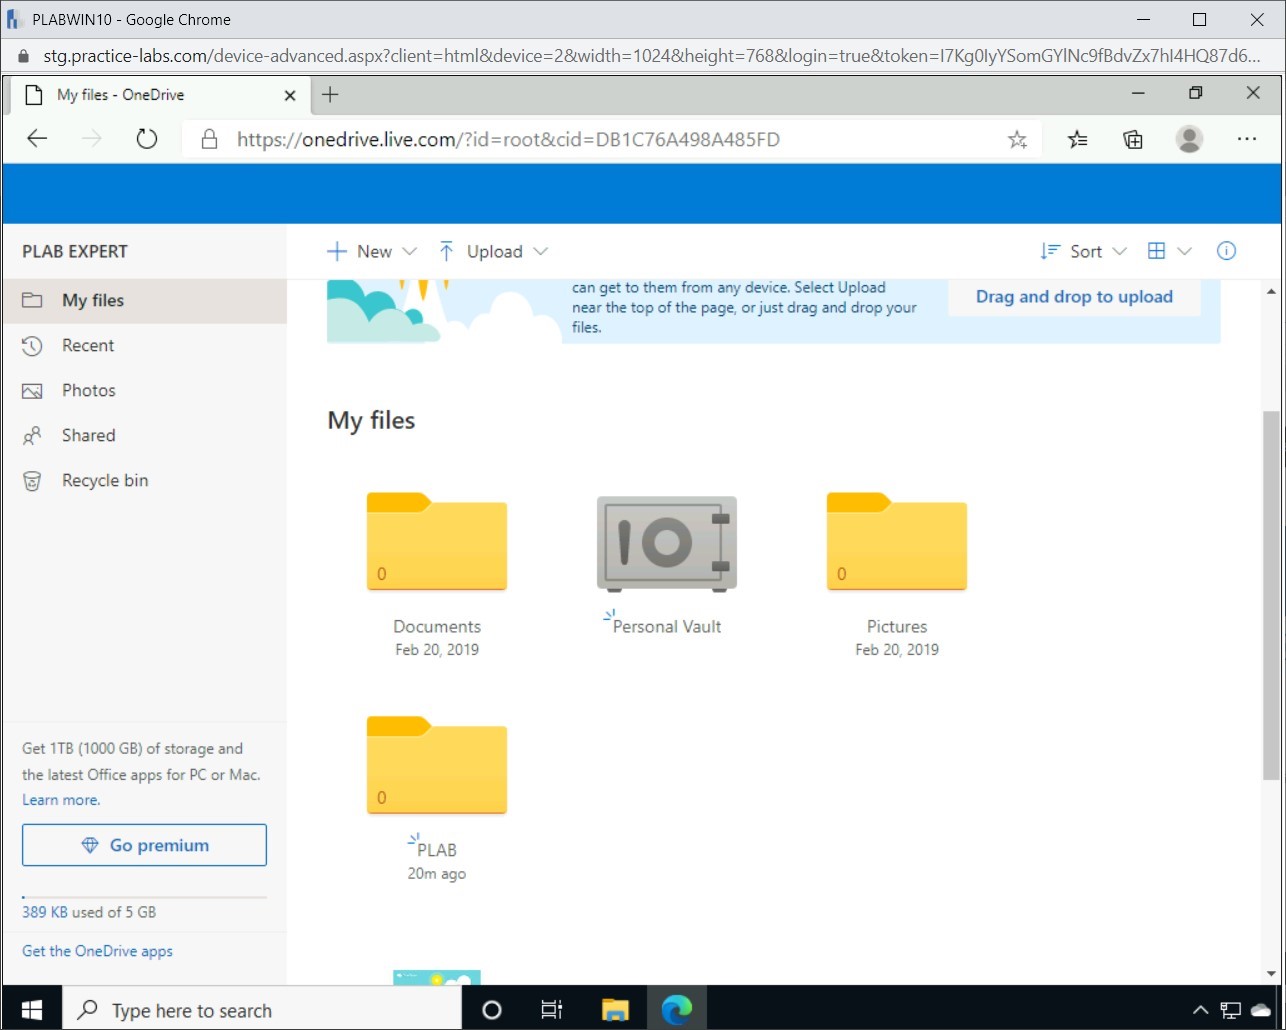 PLABWIN10 - Google Chrome
stg.practice-labs.com/device-advanced.aspx?client=html&device=2&width=1024&height=768&login=true&token=I7Kg0IyYSomGYlNc9fBdvZx7hI4HQ87d6...
My files - OneDrive
https://onedrive.live.com/?id=root&cid=DB1C76A498A485FD
PLAB EXPERT
New
Upload
Sort
My files
Recent
Photos
Shared
Recycle bin
can get to them from any device. Select Upload
near the top of the page, or just drag and drop your
files.
Drag and drop to upload
My files
0
Documents
Feb 20, 2019
Personal Vault
0
Pictures
Feb 20, 2019
0
PLAB
20m ago
Get 1TB (1000 GB) of storage and
the latest Office apps for PC or Mac.
Learn more.
Go premium
389 KB used of 5 GB
Get the OneDrive apps
Type here to search